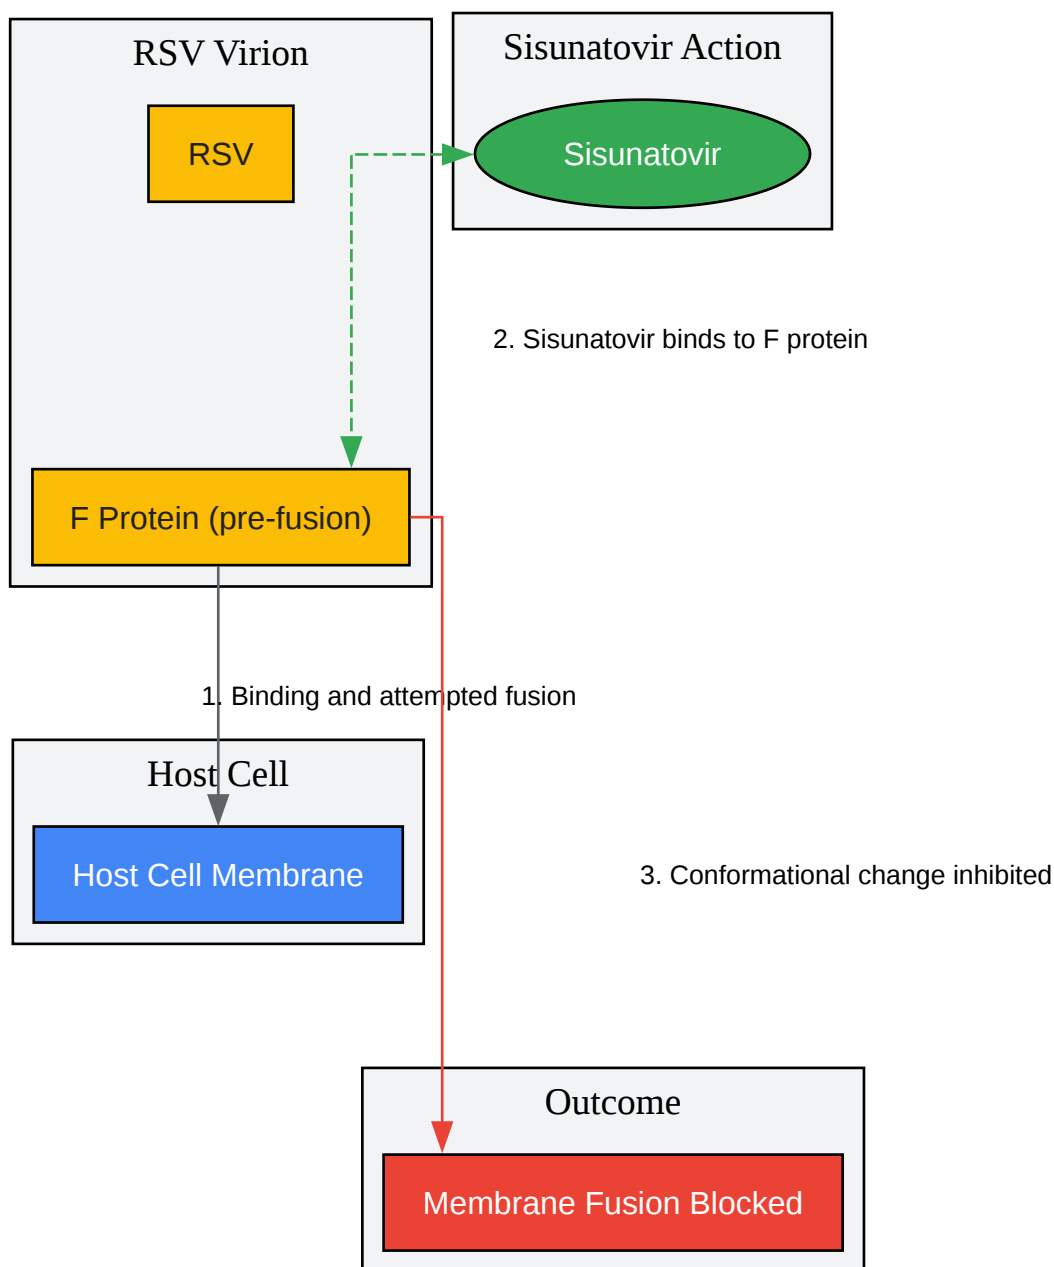 RSV Virion
Sisunatovir Action
RSV
Sisunatovir
2. Sisunatovir binds to F protein
F Protein (pre-fusion)
1. Binding and attempted fusion
Host Cell
Host Cell Membrane
3. Conformational change inhibited
Outcome
Membrane Fusion Blocked